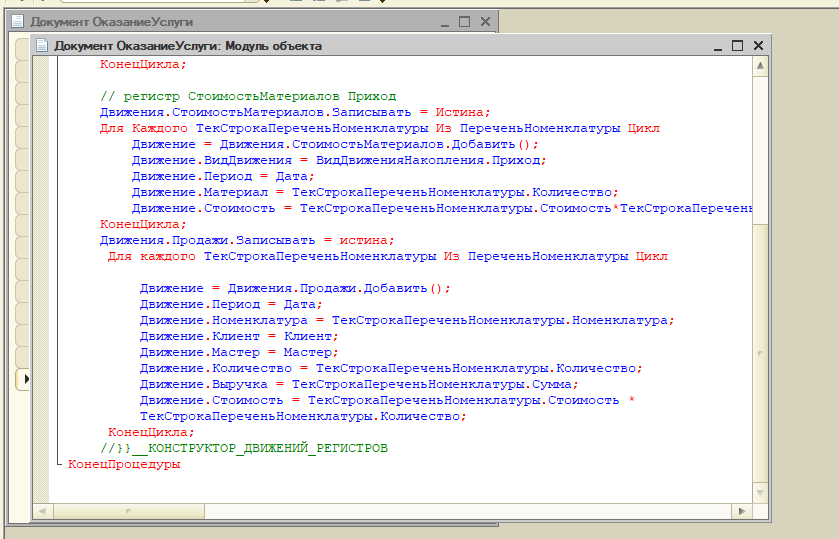 Документ ОказаниеУслуги
Документ ОказаниеУслуги: Модуль объекта
КонецЦикла;
// регистр СтоимостьМатериалов Приход
Движения.СтоимостьМатериалов.Записывать = Истина;
Для Каждого ТекСтрокаПереченьНоменклатуры Из ПереченьНоменклатуры Цикл
Движение = Движения.СтоимостьМатериалов.Добавить();
Движение.ВидДвижения = ВидДвиженияНакопления.Приход;
Движение.Период = Дата;
Движение.Материал = ТекСтрокаПереченьНоменклатуры.Количество;
Движение.Стоимость = ТекСтрокаПереченьНоменклатуры.Стоимость*ТекСтрокаПеречень
КонецЦикла;
Движения.Продажи.Записывать = истина;
Для каждого ТекСтрокаПереченьНоменклатуры Из ПереченьНоменклатуры Цикл
Движение = Движения.Продажи.Добавить();
Движение.Период = Дата;
Движение.Номенклатура = ТекСтрокаПереченьНоменклатуры.Номенклатура;
Движение.Клиент = Клиент;
Движение.Мастер = Мастер;
Движение.Количество = ТекСтрокаПереченьНоменклатуры.Количество;
Движение.Выручка = ТекСтрокаПереченьНоменклатуры.Сумма;
Движение.Стоимость = ТекСтрокаПереченьНоменклатуры.Стоимость *
ТекСтрокаПереченьНоменклатуры.Количество;
КонецЦикла;
//}}__КОНСТРУКТОР_ДВИЖЕНИЙ_РЕГИСТРОВ
КонецПроцедуры